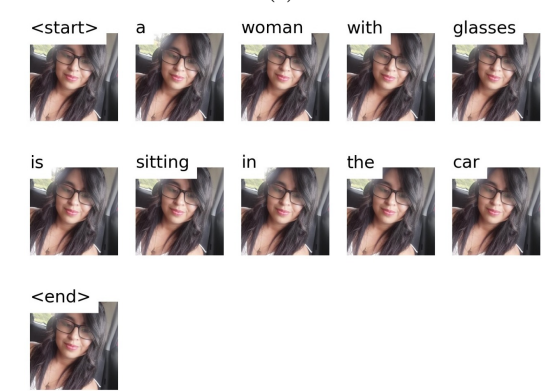 <start> a woman with glasses
is sitting in the car
<end>